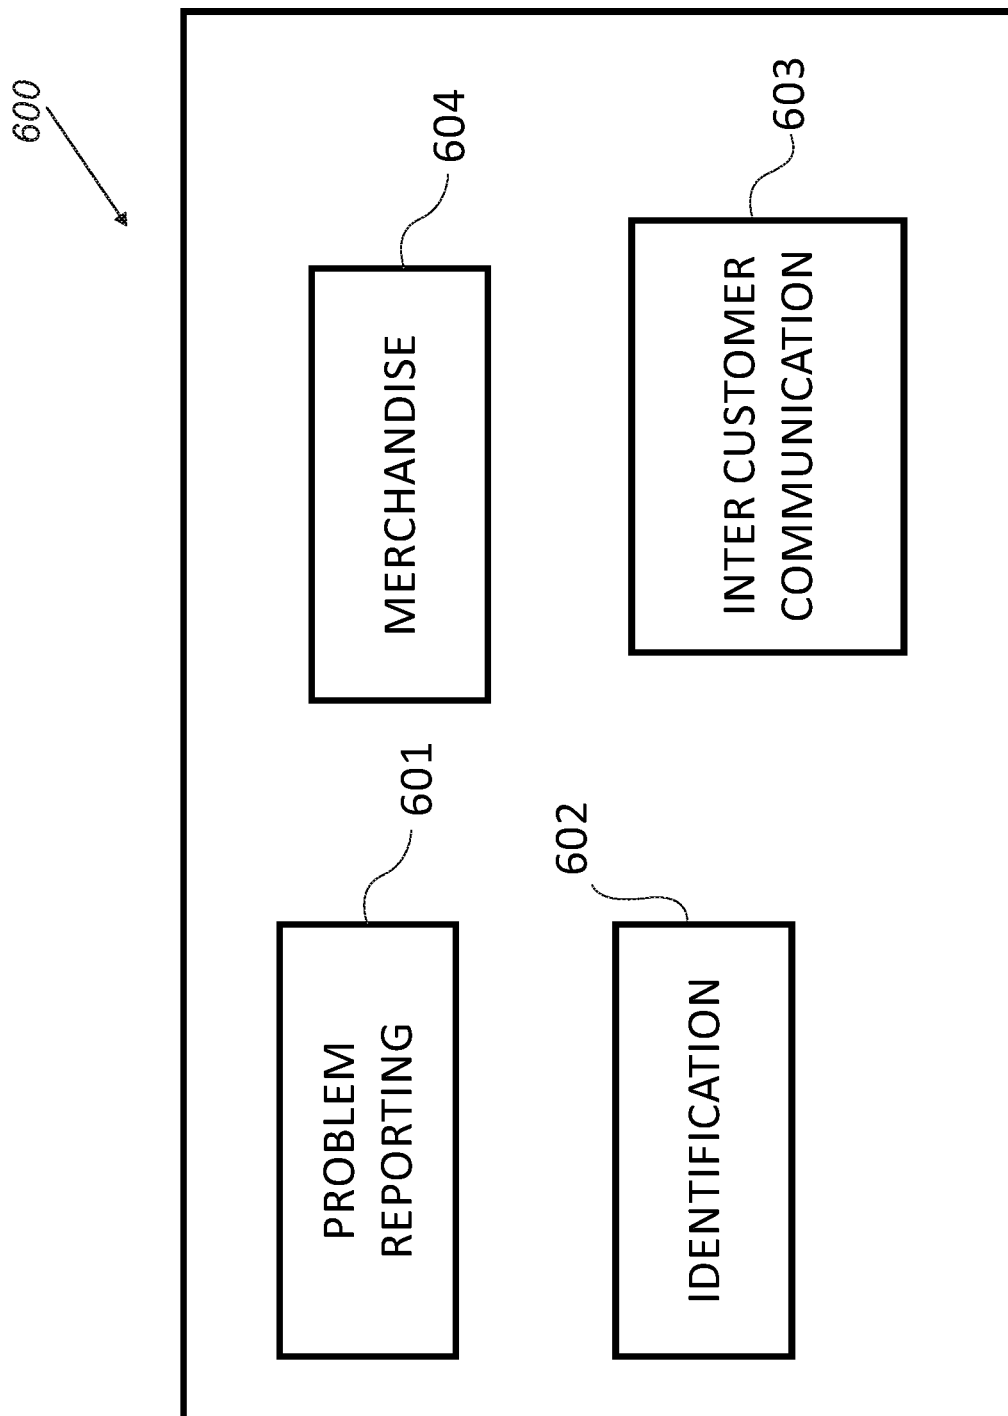 600
PROBLEM
REPORTING
601
MERCHANDISE
604
IDENTIFICATION
602
INTER CUSTOMER
COMMUNICATION
603